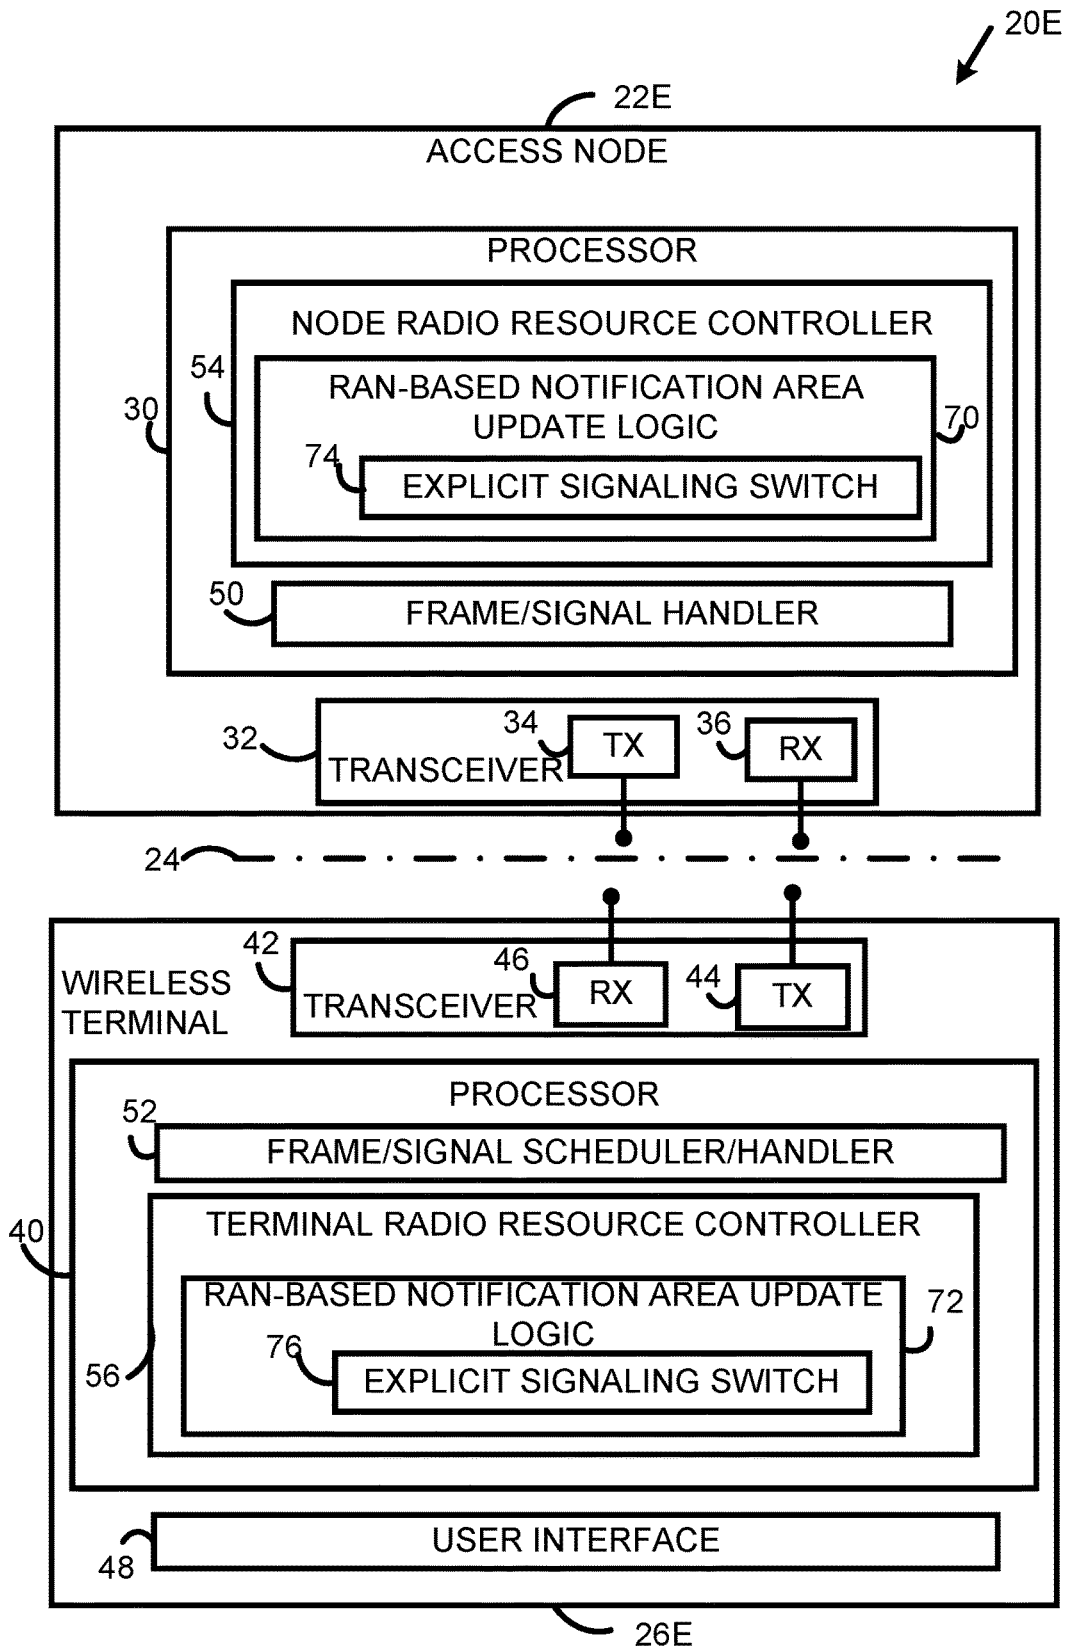 20E
22E
ACCESS NODE
PROCESSOR
NODE RADIO RESOURCE CONTROLLER
54
RAN-BASED NOTIFICATION AREA
UPDATE LOGIC
30
70
74
EXPLICIT SIGNALING SWITCH
50
FRAME/SIGNAL HANDLER
32
34
TX
36
RX
TRANSCEIVER
24
42
WIRELESS
TERMINAL
46
RX
44
TX
TRANSCEIVER
PROCESSOR
52
FRAME/SIGNAL SCHEDULER/HANDLER
40
TERMINAL RADIO RESOURCE CONTROLLER
RAN-BASED NOTIFICATION AREA UPDATE
LOGIC
72
76
56
EXPLICIT SIGNALING SWITCH
USER INTERFACE
48
26E